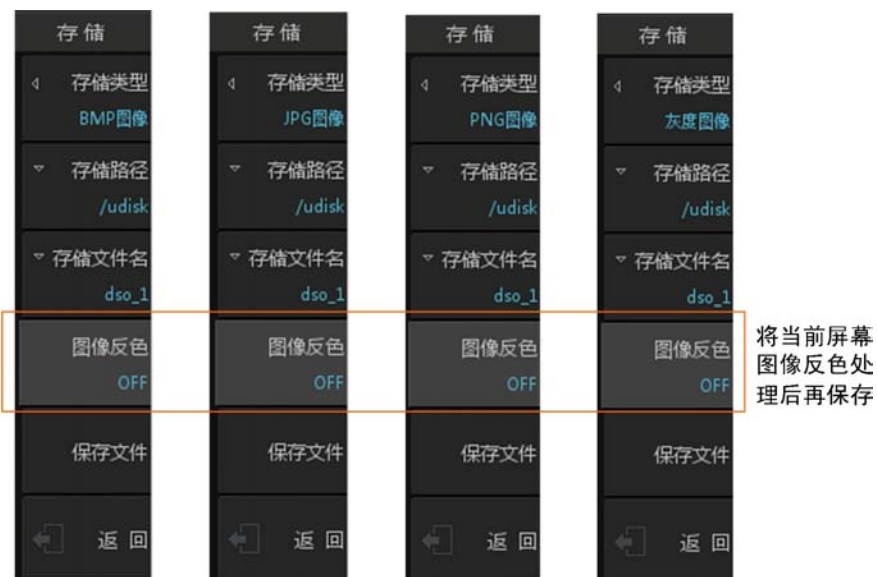 存储
存储类型
BMP图像
存储路径
/udisk
存储文件名
dso_1
图像反色
OFF
保存文件
返回
存储
存储类型
JPG图像
存储路径
/udisk
存储文件名
dso_1
图像反色
OFF
保存文件
返回
存储
存储类型
PNG图像
存储路径
/udisk
存储文件名
dso_1
图像反色
OFF
保存文件
返回
存储
存储类型
灰度图像
存储路径
/udisk
存储文件名
dso_1
图像反色
OFF
保存文件
返回
将当前屏幕
图像反色处
理后再保存